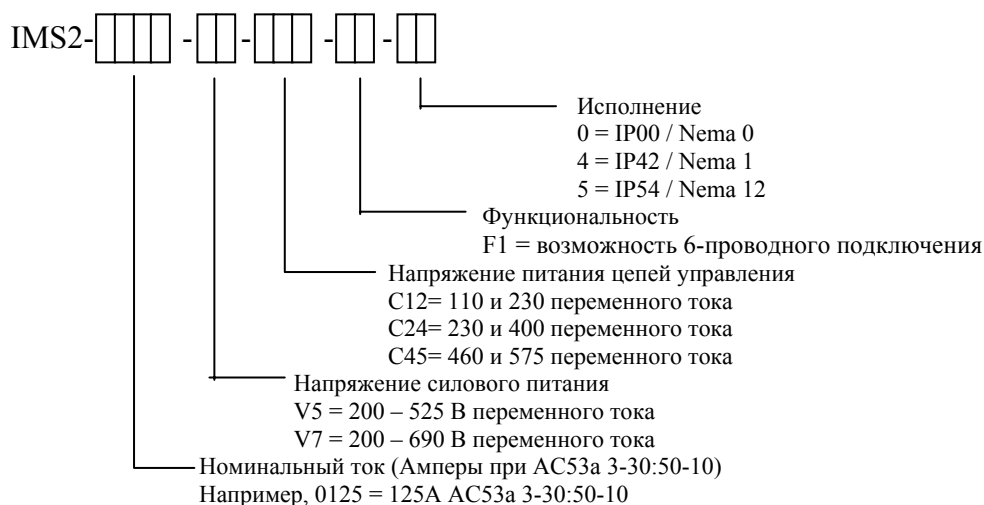 IMS2- - - - -
Исполнение
0 = IP00 / Nema 0
4 = IP42 / Nema 1
5 = IP54 / Nema 12
Функциональность
F1 = возможность 6-проводного подключения
Напряжение питания цепей управления
C12= 110 и 230 переменного тока
C24= 230 и 400 переменного тока
C45= 460 и 575 переменного тока
Напряжение силового питания
V5 = 200 – 525 В переменного тока
V7 = 200 – 690 В переменного тока
Номинальный ток (Амперы при AC53a 3-30:50-10)
Например, 0125 = 125А AC53a 3-30:50-10